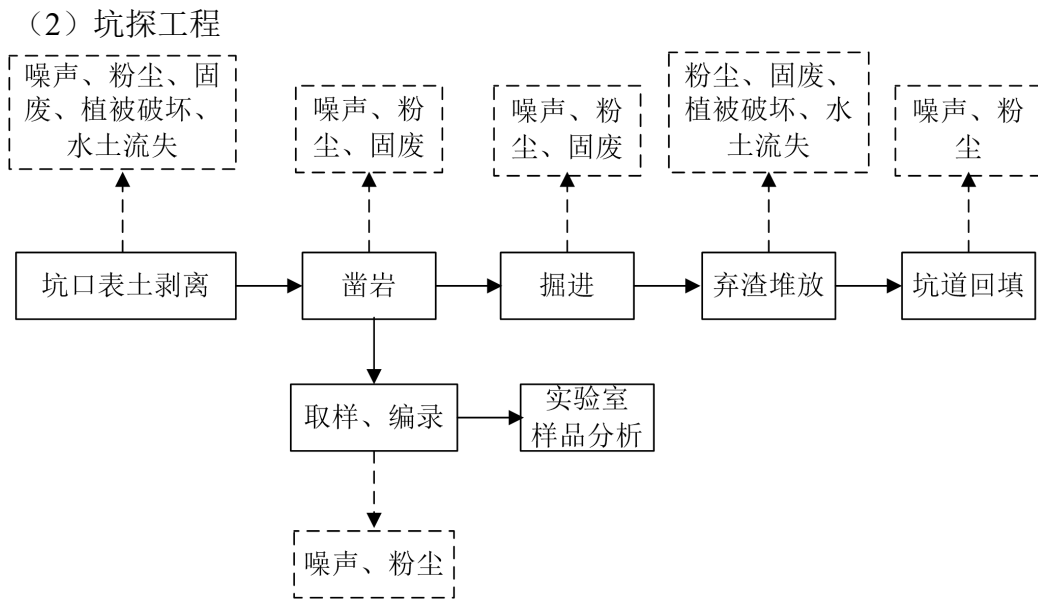 （2）坑探工程
噪声、粉尘、固
废、植被破坏、
水土流失
噪声、粉
尘、固废
噪声、粉
尘、固废
粉尘、固废、
植被破坏、水
土流失
噪声、粉
尘
坑口表土剥离
凿岩
掘进
弃渣堆放
坑道回填
取样、编录
实验室
样品分析
噪声、粉尘